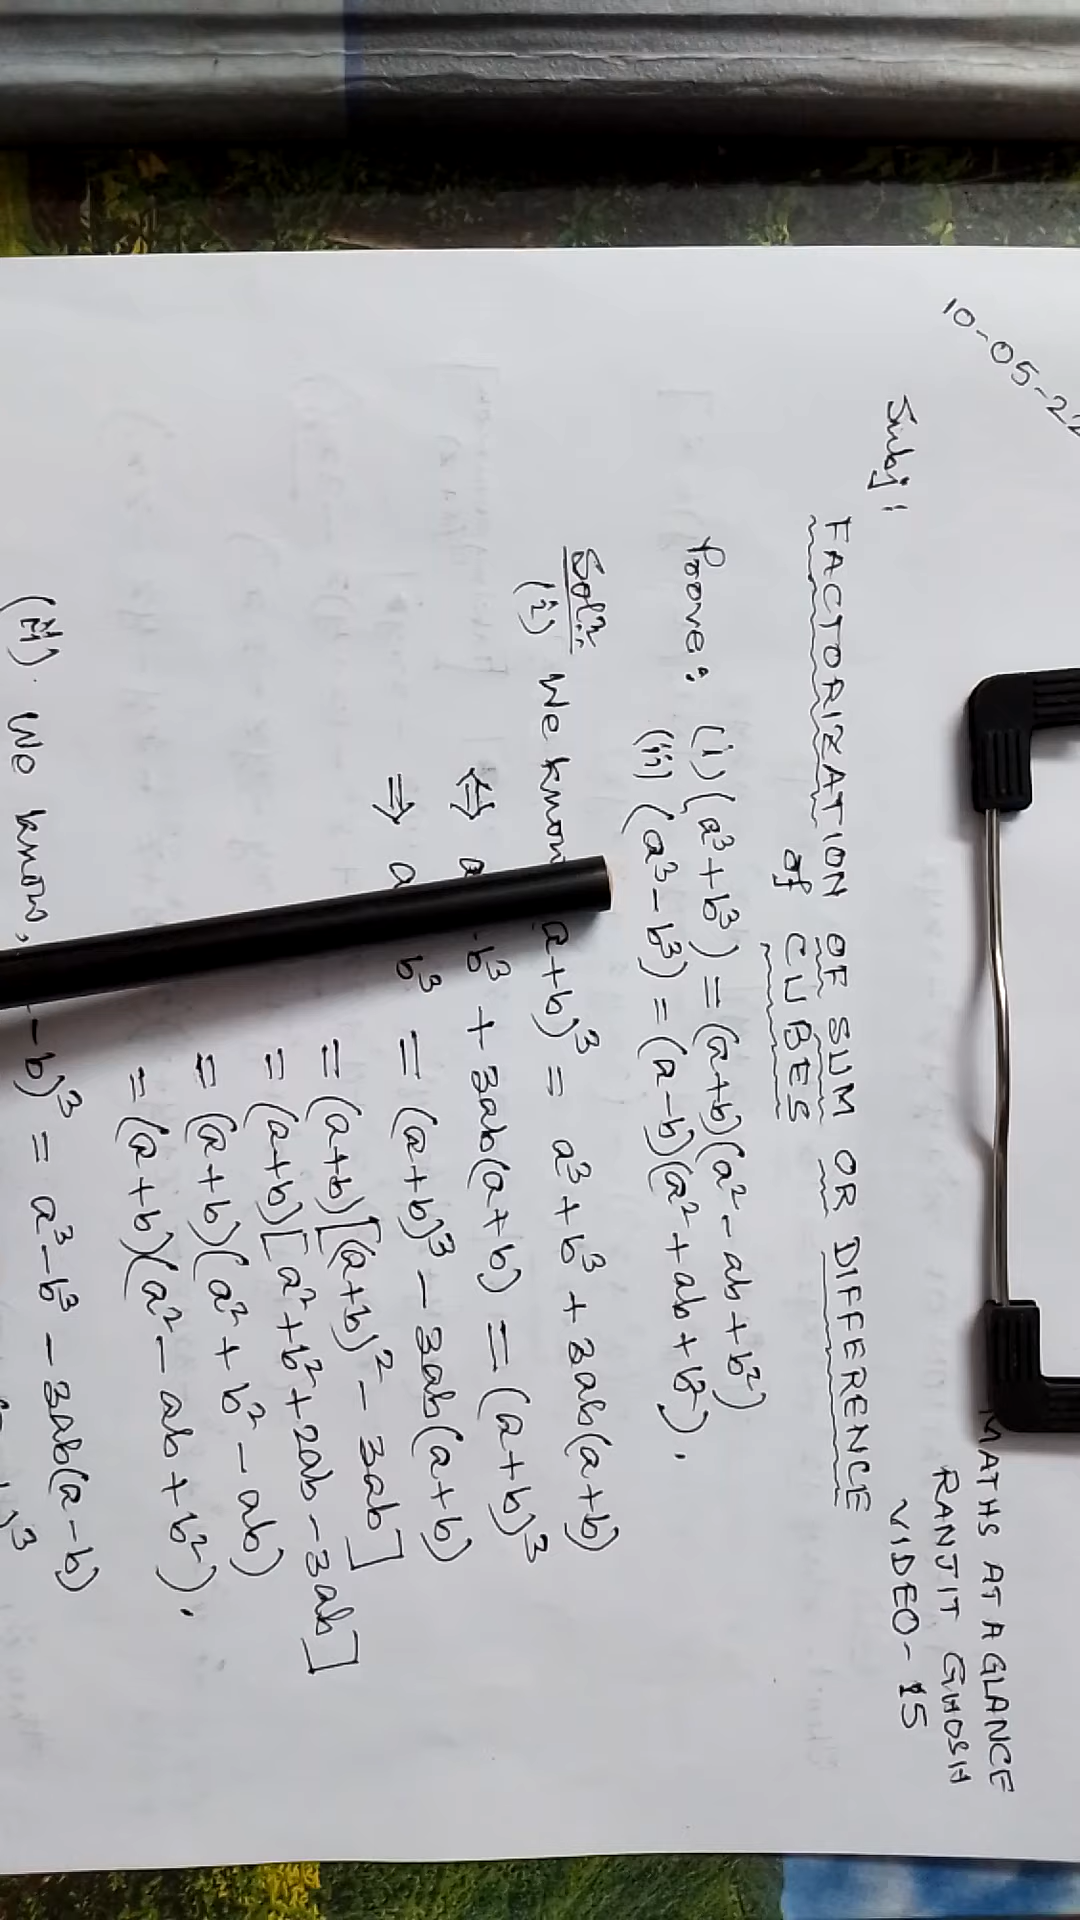 10-05-22
MATHS AT A GLANCE
RANJIT GHOSH
VIDEO-15
Subj:
FACTORIZATION OF SUM OR DIFFERENCE
of CUBES
Prove: (i) (a³+b³) = (a+b)(a²-ab+b²)
(ii) (a³-b³) = (a-b)(a²+ab+b²).
Solⁿ:
(i) We know a+b)³ = a³+b³+3ab(a+b)
⇔ a b³ + 3ab(a+b) = (a+b)³
⇒ a b³ = (a+b)³ - 3ab(a+b)
= (a+b)[(a+b)² - 3ab]
= (a+b)[a²+b²+2ab-3ab]
= (a+b)(a²+b²-ab)
= (a+b)(a²-ab+b²).
(ii). We know, -b)³ = a³-b³-3ab(a-b)